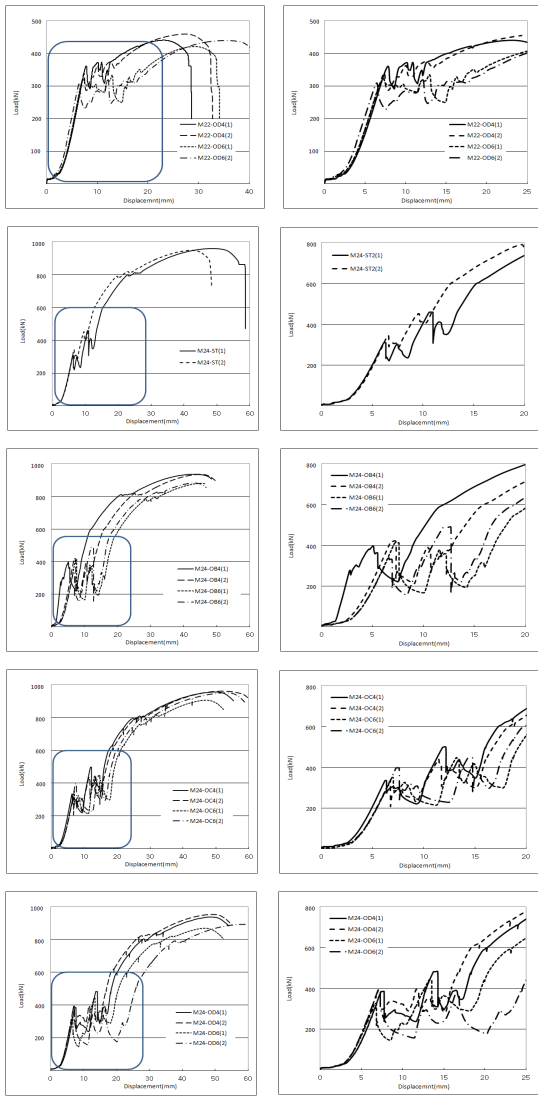 500
400
300
200
100
0
10
20
30
40
Load[kN]
Displacement(mm)
M22-OD4(1)
M22-OD4(2)
M22-OD6(1)
M22-OD6(2)
500
400
300
200
100
0
5
10
15
20
25
Load[kN]
Displacemnt(mm)
M22-OD4(1)
M22-OD4(2)
M22-OD6(1)
M22-OD6(2)
1000
800
600
400
200
0
10
20
30
40
50
60
Load[kN]
Displacement(mm)
M24-ST(1)
M24-ST(2)
800
600
400
200
0
5
10
15
20
Load[kN]
Displacemnt(mm)
M24-ST2(1)
M24-ST2(2)
1000
800
600
400
200
0
10
20
30
40
50
60
Load[kN]
Displacement(mm)
M24-OB4(1)
M24-OB4(2)
M24-OB6(1)
M24-OB6(2)
800
600
400
200
0
5
10
15
20
Load[kN]
Displacemnt(mm)
M24-OB4(1)
M24-OB4(2)
M24-OB6(1)
M24-OB6(2)
1000
800
600
400
200
0
10
20
30
40
50
60
Load[kN]
Displacement(mm)
M24-OC4(1)
M24-OC4(2)
M24-OC6(1)
M24-OC6(2)
800
600
400
200
0
5
10
15
20
Load[kN]
Displacemnt(mm)
M24-OC4(1)
M24-OC4(2)
M24-OC6(1)
M24-OC6(2)
1000
800
600
400
200
0
10
20
30
40
50
60
Load[kN]
Displacement(mm)
M24-OD4(1)
M24-OD4(2)
M24-OD6(1)
M24-OD6(2)
800
600
400
200
0
5
10
15
20
25
Load[kN]
Displacemnt(mm)
M24-OD4(1)
M24-OD4(2)
M24-OD6(1)
M24-OD6(2)